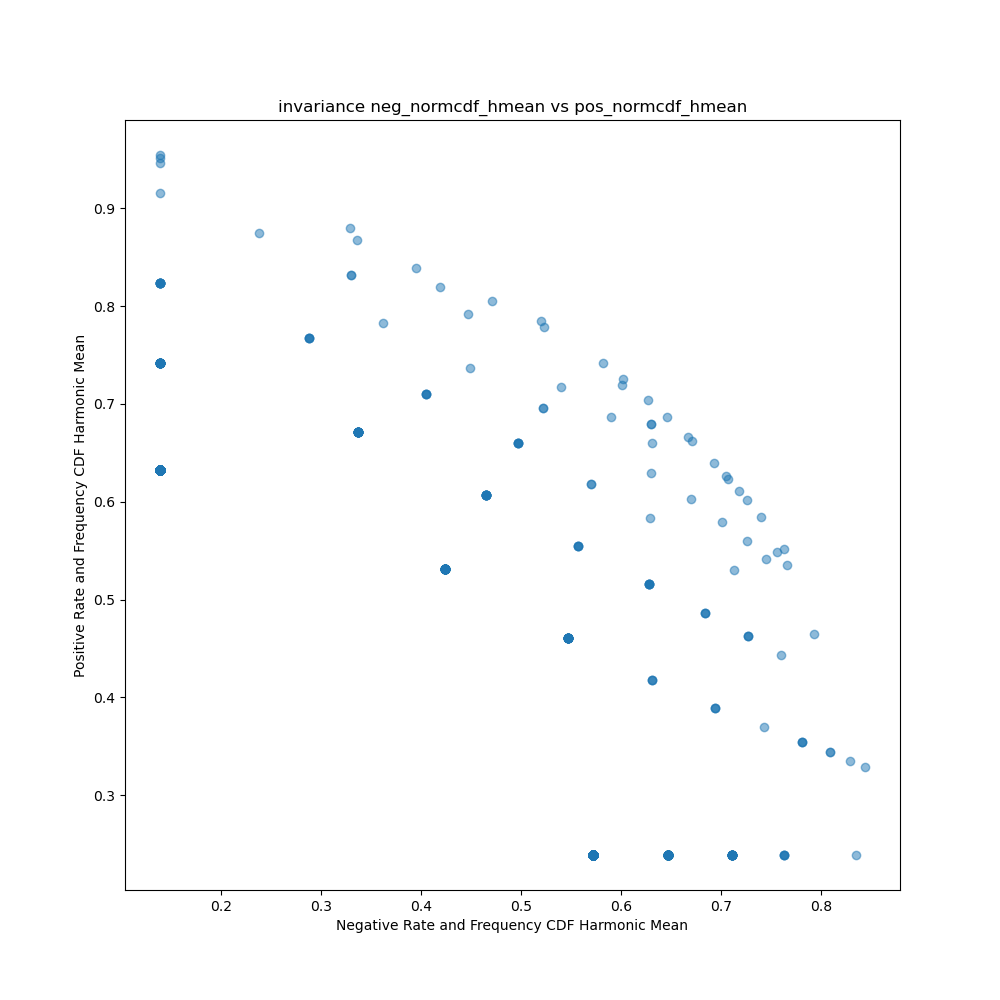 invariance neg_normcdf_hmean vs pos_normcdf_hmean
Positive Rate and Frequency CDF Harmonic Mean
0.9
0.8
0.7
0.6
0.5
0.4
0.3
0.2 0.3 0.4 0.5 0.6 0.7 0.8
Negative Rate and Frequency CDF Harmonic Mean